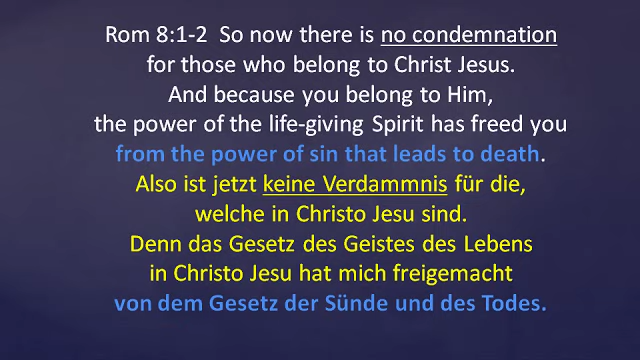 Rom 8:1-2  So now there is no condemnation
for those who belong to Christ Jesus.
And because you belong to Him,
the power of the life-giving Spirit has freed you
from the power of sin that leads to death.
Also ist jetzt keine Verdammnis für die,
welche in Christo Jesu sind.
Denn das Gesetz des Geistes des Lebens
in Christo Jesu hat mich freigemacht
von dem Gesetz der Sünde und des Todes.